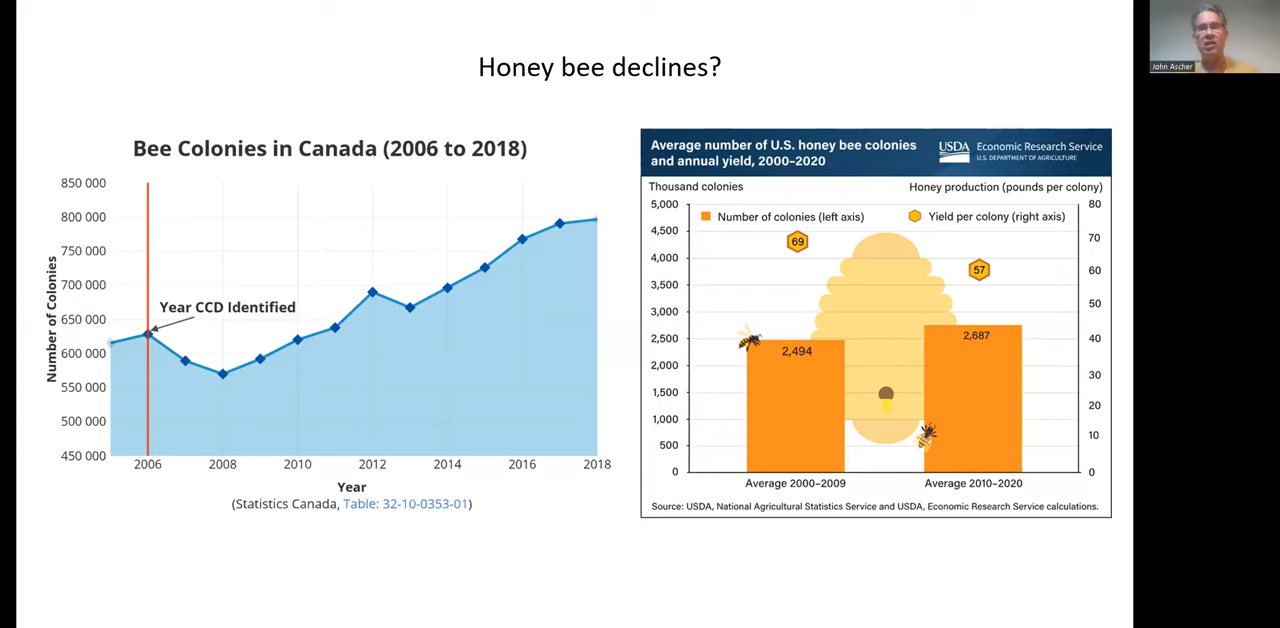 Honey bee declines?
John Ascher
Bee Colonies in Canada (2006 to 2018)
850 000
800 000
750 000
700 000
650 000
600 000
550 000
500 000
450 000
Number of Colonies
Year CCD Identified
2006 2008 2010 2012 2014 2016 2018
Year
(Statistics Canada, Table: 32-10-0353-01)
Average number of U.S. honey bee colonies
and annual yield, 2000–2020
USDA
Economic Research Service
U.S. DEPARTMENT OF AGRICULTURE
Thousand colonies
Honey production (pounds per colony)
Number of colonies (left axis)
Yield per colony (right axis)
5,000
4,500
4,000
3,500
3,000
2,500
2,000
1,500
1,000
500
0
69
57
2,494
2,687
80
70
60
50
40
30
20
10
0
Average 2000–2009
Average 2010–2020
Source: USDA, National Agricultural Statistics Service and USDA, Economic Research Service calculations.